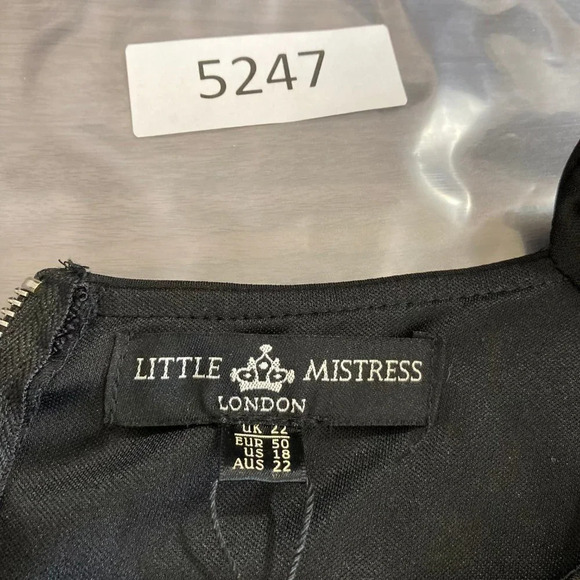 5247
LITTLE MISTRESS
LONDON
UK 22
EUR 50
US 18
AUS 22